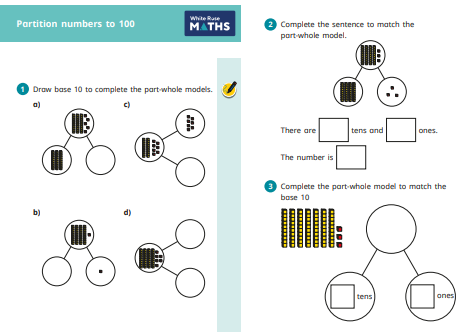 Partition numbers to 100
White Rose
MATHS
1 Draw base 10 to complete the part-whole models.
a)
c)
b)
d)
2 Complete the sentence to match the
part-whole model.
There are tens and ones.
The number is
3 Complete the part-whole model to match the
base 10
tens
ones